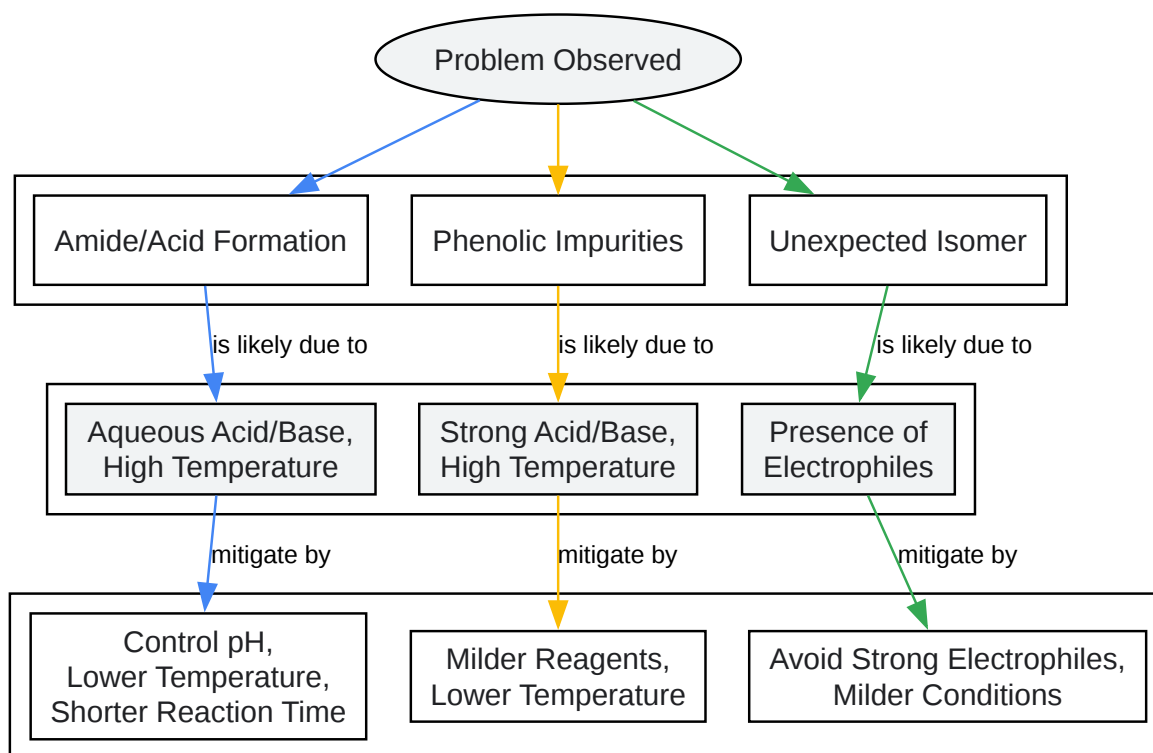 Problem Observed
Amide/Acid Formation
Phenolic Impurities
Unexpected Isomer
is likely due to
is likely due to
is likely due to
Aqueous Acid/Base,
High Temperature
Strong Acid/Base,
High Temperature
Presence of
Electrophiles
mitigate by
mitigate by
mitigate by
Control pH,
Lower Temperature,
Shorter Reaction Time
Milder Reagents,
Lower Temperature
Avoid Strong Electrophiles,
Milder Conditions